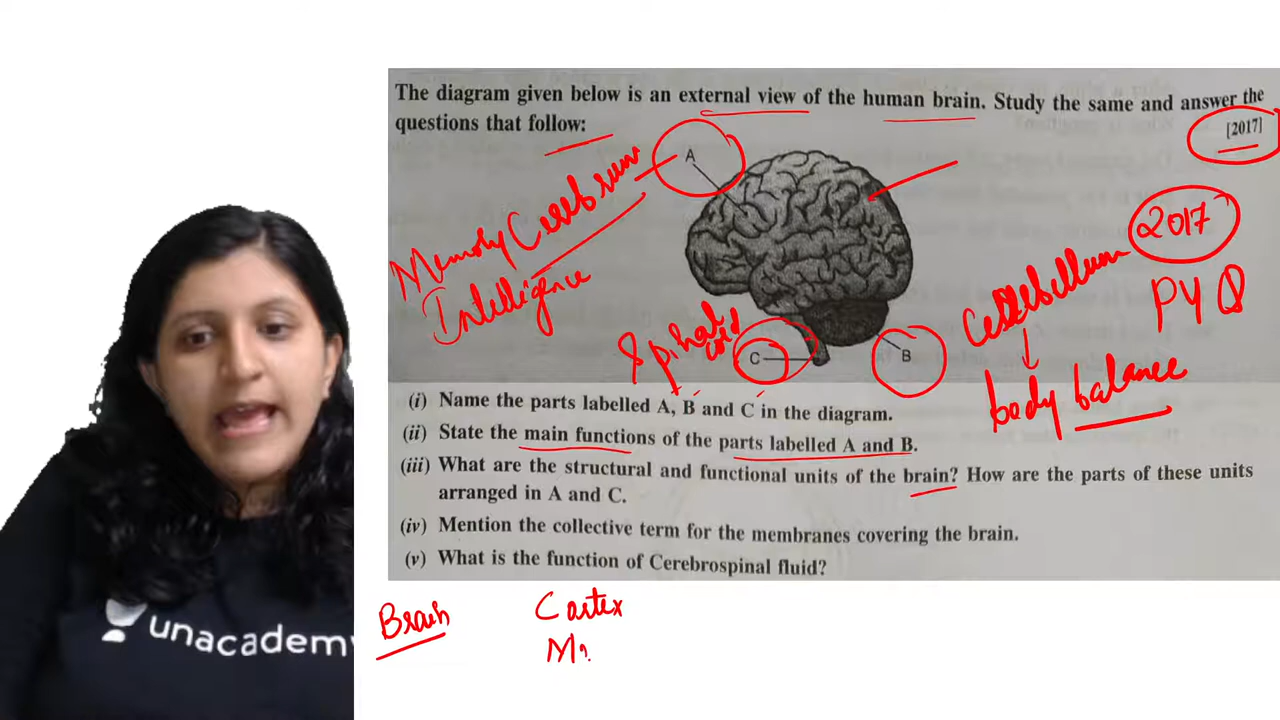 The diagram given below is an external view of the human brain. Study the same and answer the
questions that follow:
[2017]
A
Memory Cerebrum
Intelligence
2017
PYQ
Cerebellum
body balance
Spinal
cord
C
B
(i) Name the parts labelled A, B and C in the diagram.
(ii) State the main functions of the parts labelled A and B.
(iii) What are the structural and functional units of the brain? How are the parts of these units
arranged in A and C.
(iv) Mention the collective term for the membranes covering the brain.
(v) What is the function of Cerebrospinal fluid?
Brain
Cortex
unacademy